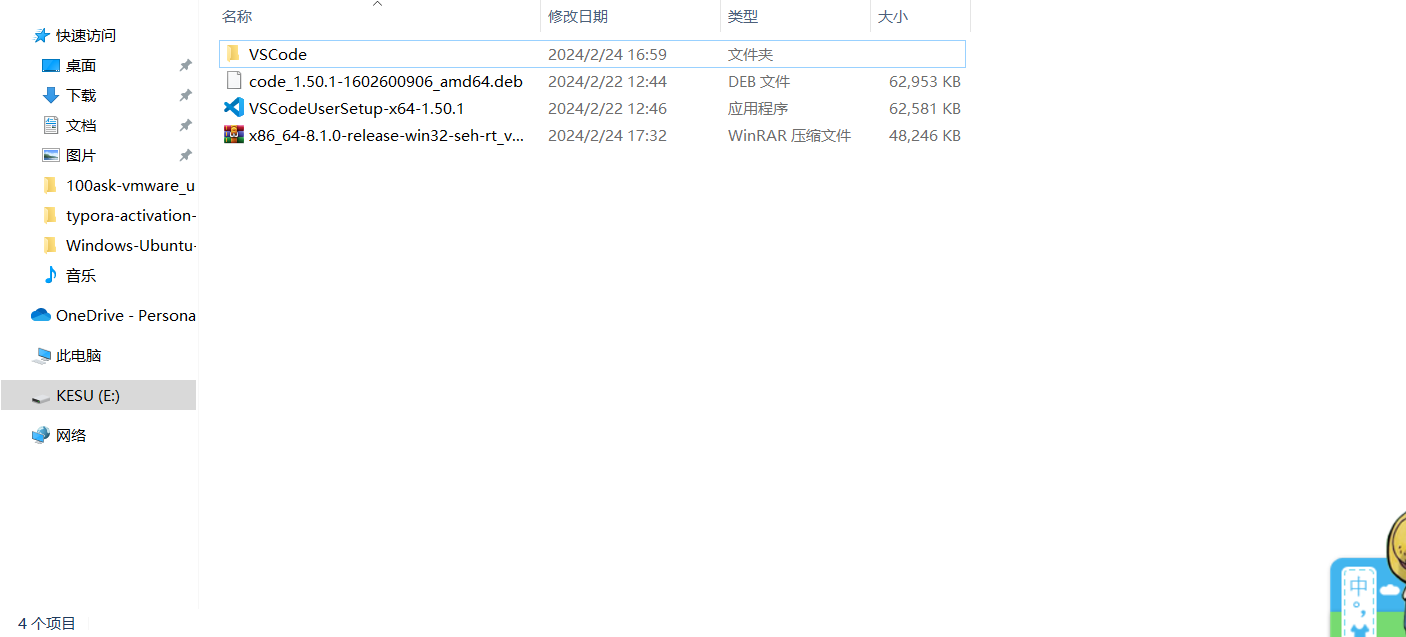 名称 修改日期 类型 大小
快速访问
桌面
下载
文档
图片
100ask-vmware_u
typora-activation-
Windows-Ubuntu-
音乐
OneDrive - Persona
此电脑
KESU (E:)
网络
VSCode 2024/2/24 16:59 文件夹
code_1.50.1-1602600906_amd64.deb 2024/2/22 12:44 DEB 文件 62,953 KB
VSCodeUserSetup-x64-1.50.1 2024/2/22 12:46 应用程序 62,581 KB
x86_64-8.1.0-release-win32-seh-rt_v... 2024/2/24 17:32 WinRAR 压缩文件 48,246 KB
4 个项目
中
°,